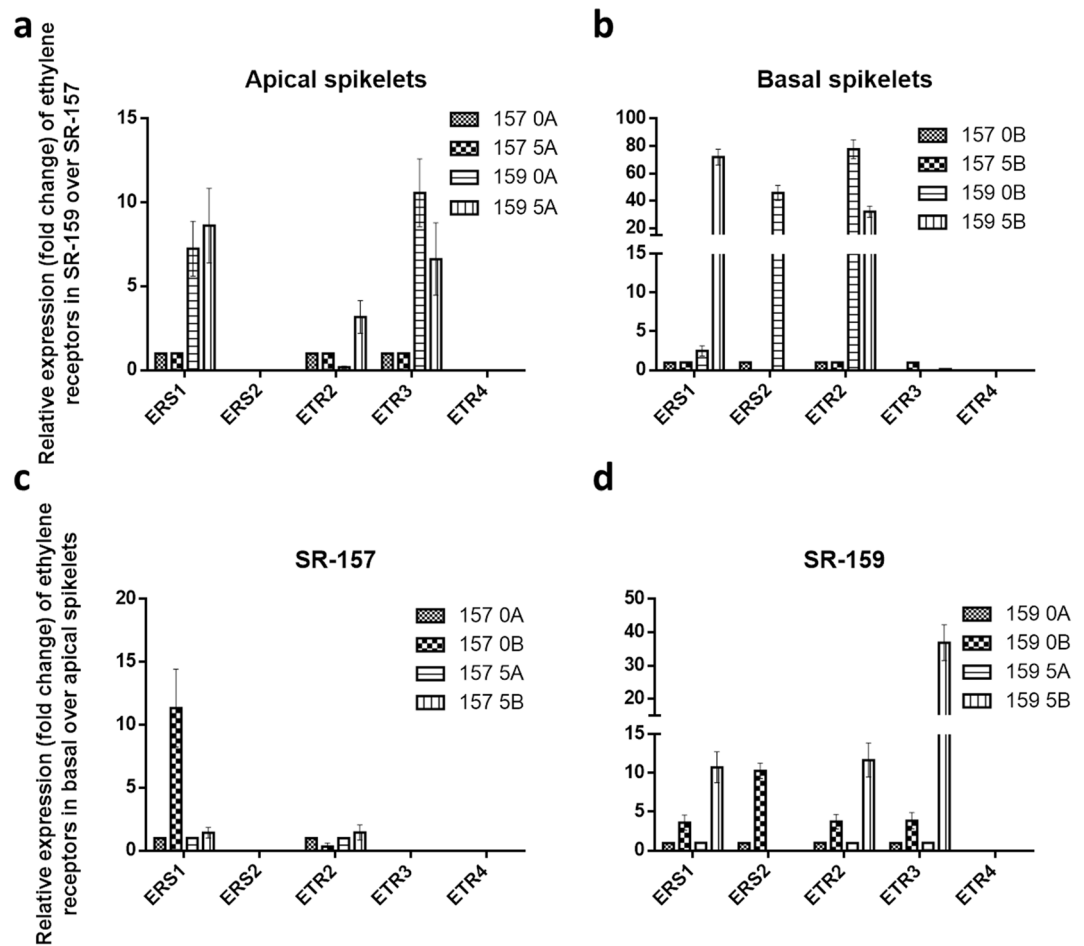 a
Relative expression (fold change) of ethylene
receptors in SR-159 over SR-157
Apical spikelets
15
10
5
0
157 0A
157 5A
159 0A
159 5A
ERS1
ERS2
ETR2
ETR3
ETR4
b
Basal spikelets
100
80
60
40
20
15
10
5
0
157 0B
157 5B
159 0B
159 5B
ERS1
ERS2
ETR2
ETR3
ETR4
c
Relative expression (fold change) of ethylene
receptors in basal over apical spikelets
SR-157
20
15
10
5
0
157 0A
157 0B
157 5A
157 5B
ERS1
ERS2
ETR2
ETR3
ETR4
d
SR-159
50
40
30
20
15
10
5
0
159 0A
159 0B
159 5A
159 5B
ERS1
ERS2
ETR2
ETR3
ETR4